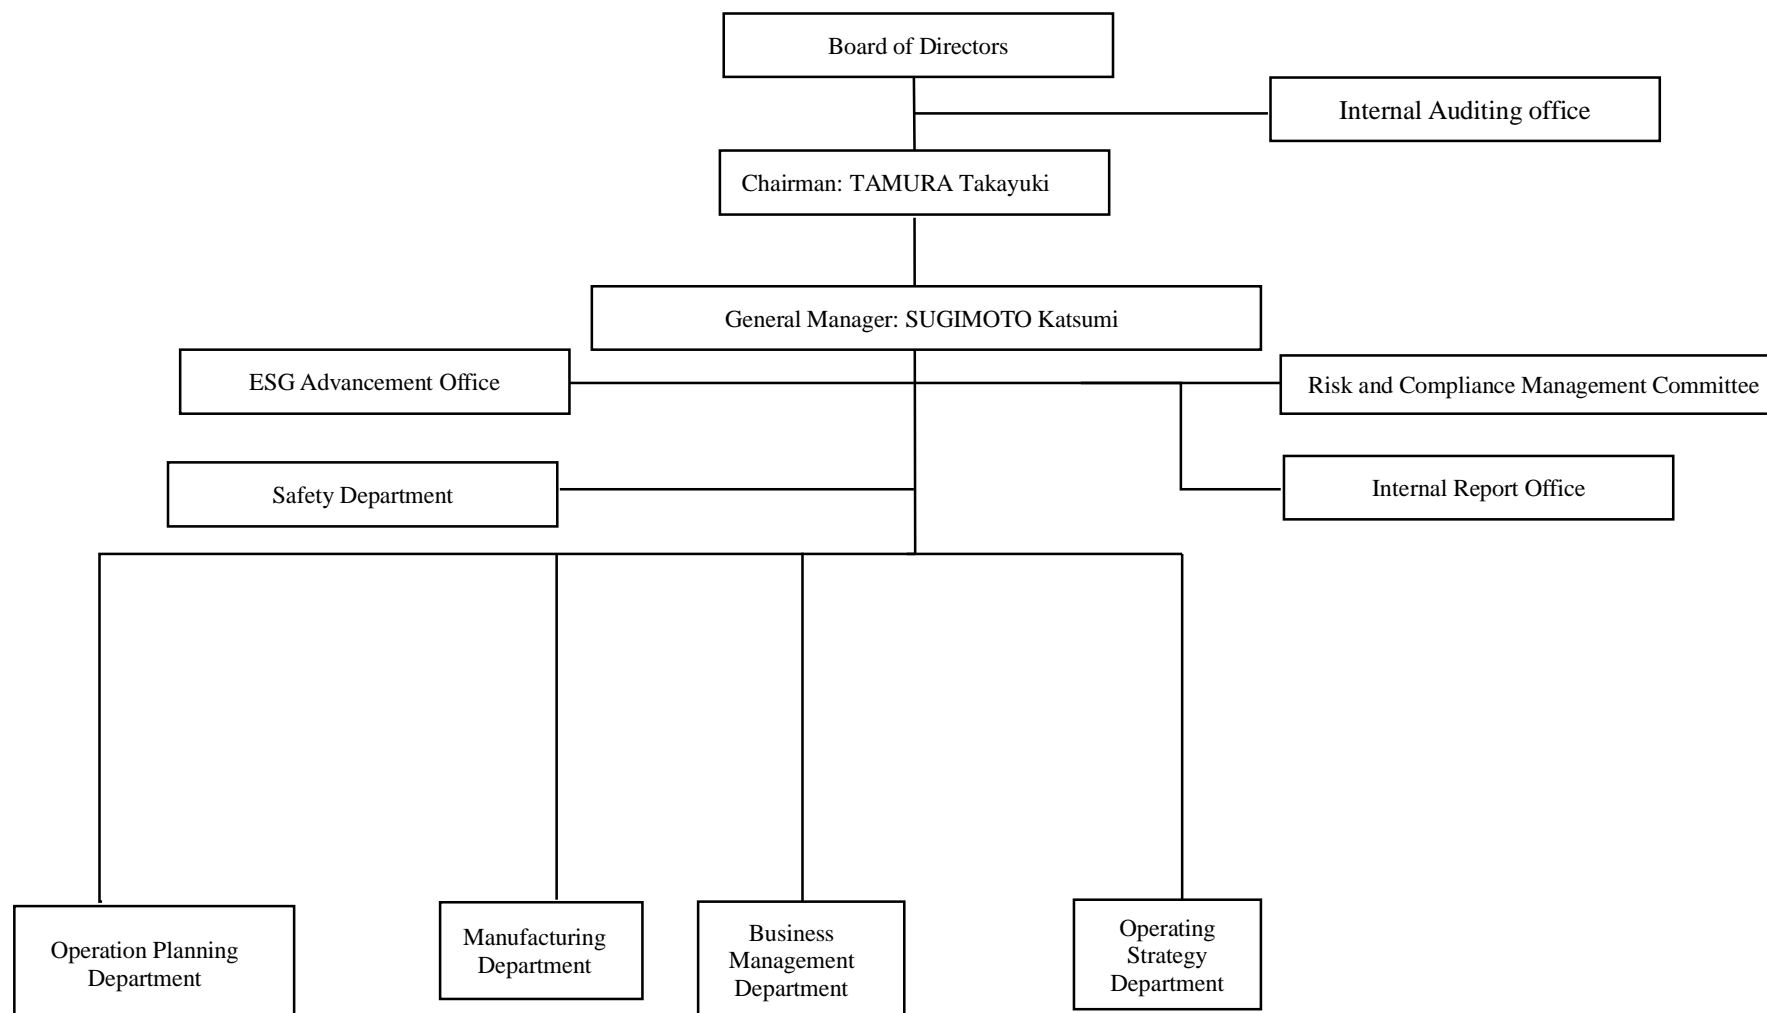 Board of Directors
Internal Auditing office
Chairman: TAMURA Takayuki
General Manager: SUGIMOTO Katsumi
ESG Advancement Office
Risk and Compliance Management Committee
Safety Department
Internal Report Office
Operation Planning
Department
Manufacturing
Department
Business
Management
Department
Operating
Strategy
Department